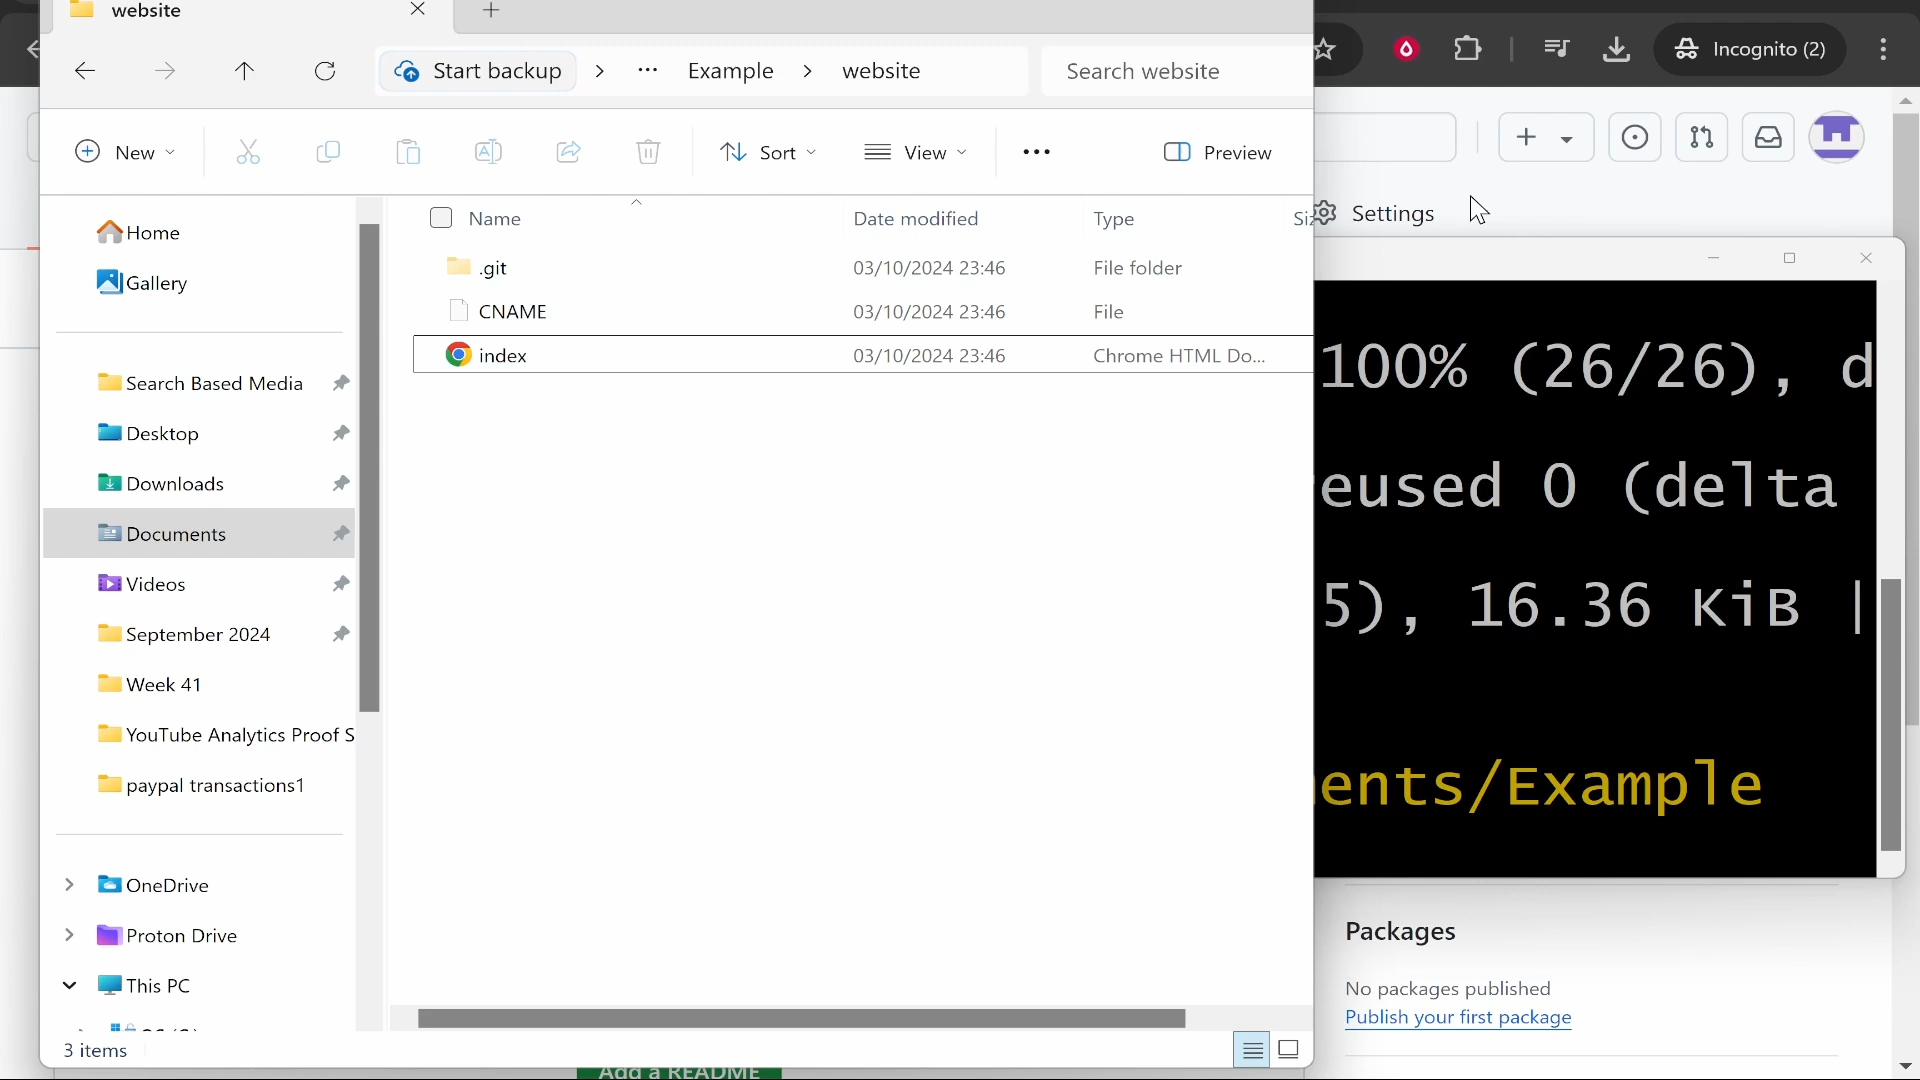 website
Start backup
Example
website
Search website
Incognito (2)
New
Sort
View
Preview
Settings
Name
Date modified
Type
.git
03/10/2024 23:46
File folder
CNAME
03/10/2024 23:46
File
index
03/10/2024 23:46
Chrome HTML Do...
Home
Gallery
Search Based Media
Desktop
Downloads
Documents
Videos
September 2024
Week 41
YouTube Analytics Proof S
paypal transactions1
OneDrive
Proton Drive
This PC
3 items
100% (26/26), d
eused 0 (delta
5), 16.36 KiB |
ents/Example
Packages
No packages published
Publish your first package
Add a README